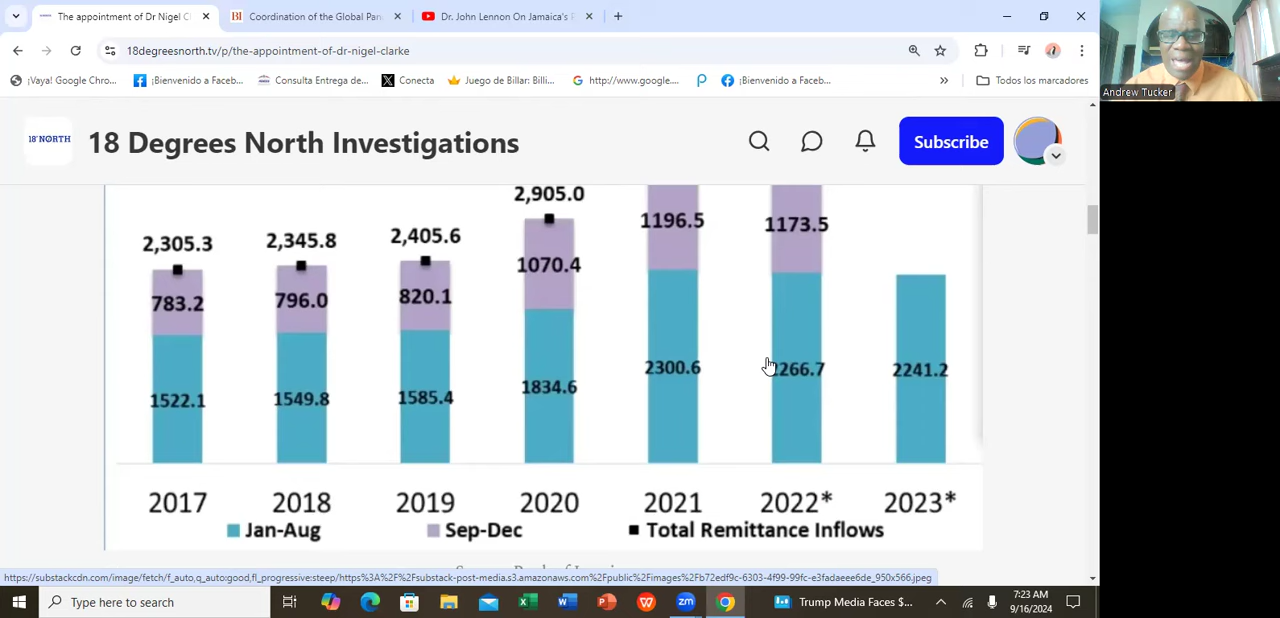 The appointment of Dr Nigel C
Coordination of the Global Pan
Dr. John Lennon On Jamaica's
18degreesnorth.tv/p/the-appointment-of-dr-nigel-clarke
¡Vaya! Google Chro...
¡Bienvenido a Faceb...
Consulta Entrega de...
Conecta
Juego de Billar: Billi...
http://www.google....
¡Bienvenido a Faceb...
»
Todos los marcadores
Andrew Tucker
18° NORTH
18 Degrees North Investigations
Subscribe
2,305.3 2,345.8 2,405.6 2,905.0
783.2 796.0 820.1 1070.4 1196.5 1173.5
1522.1 1549.8 1585.4 1834.6 2300.6 2266.7 2241.2
2017 2018 2019 2020 2021 2022* 2023*
Jan-Aug Sep-Dec Total Remittance Inflows
https://substackcdn.com/image/fetch/f_auto,q_auto:good,fl_progressive:steep/https%3A%2F%2Fsubstack-post-media.s3.amazonaws.com%2Fpublic%2Fimages%2Fb72edf9c-6303-4f99-99fc-e3fadaeee6de_950x566.jpeg
Type here to search
zm
Trump Media Faces $...
7:23 AM
9/16/2024